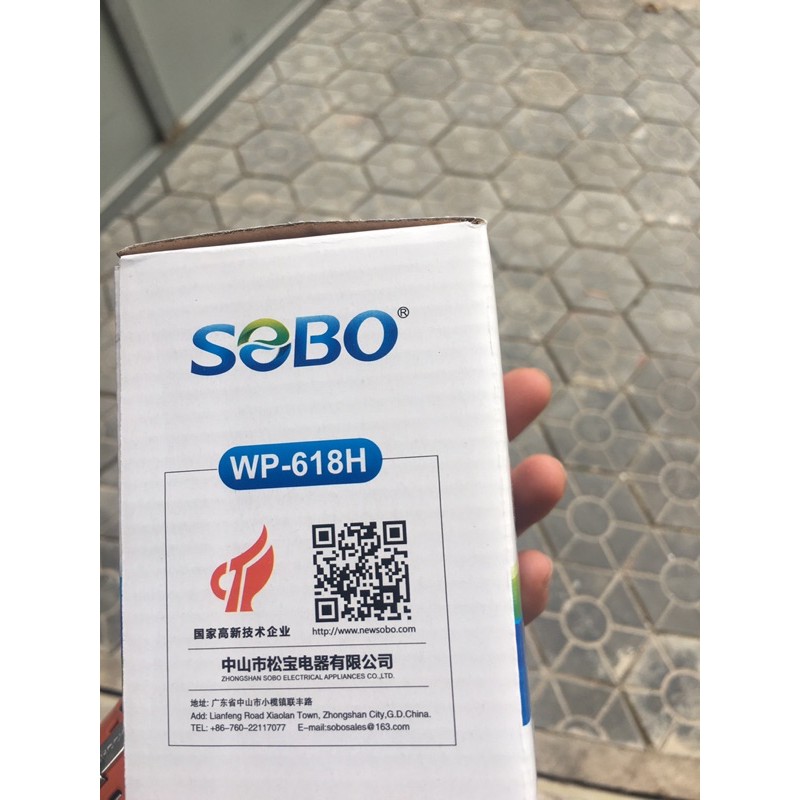 SOBO®
WP-618H
国家高新技术企业
http://www.newsobo.com
中山市松宝电器有限公司
ZHONGSHAN SOBO ELECTRICAL APPLIANCES CO.,LTD.
地址: 广东省中山市小榄镇联丰路
Add: Lianfeng Road Xiaolan Town, Zhongshan City,G.D.China.
TEL: +86-760-22117077 E-mail:sobosales@163.com